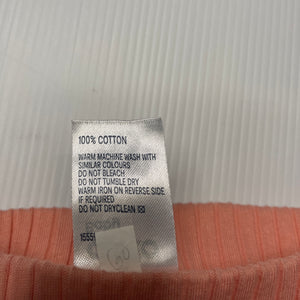 100% COTTON
WARM MACHINE WASH WITH
SIMILAR COLOURS
DO NOT BLEACH
DO NOT TUMBLE DRY
WARM IRON ON REVERSE
IF REQUIRED
DO NOT DRYCLEAN ☒
1555